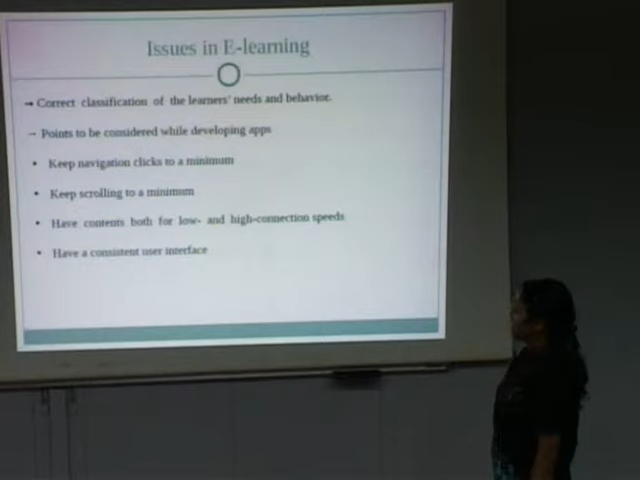 Issues in E-learning
→ Correct classification of the learners' needs and behavior.
→ Points to be considered while developing apps
• Keep navigation clicks to a minimum
• Keep scrolling to a minimum
• Have contents both for low- and high-connection speeds
• Have a consistent user interface